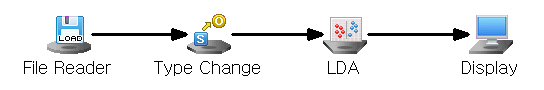 LOAD
S
O
File Reader
Type Change
LDA
Display